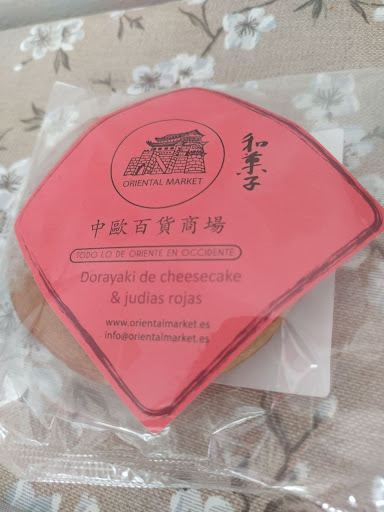 ORIENTAL MARKET
和菓子
中歐百貨商場
TODO LO DE ORIENTE EN OCCIDENTE
Dorayaki de cheesecake
& judías rojas
www.orientalmarket.es
info@orientalmarket.es